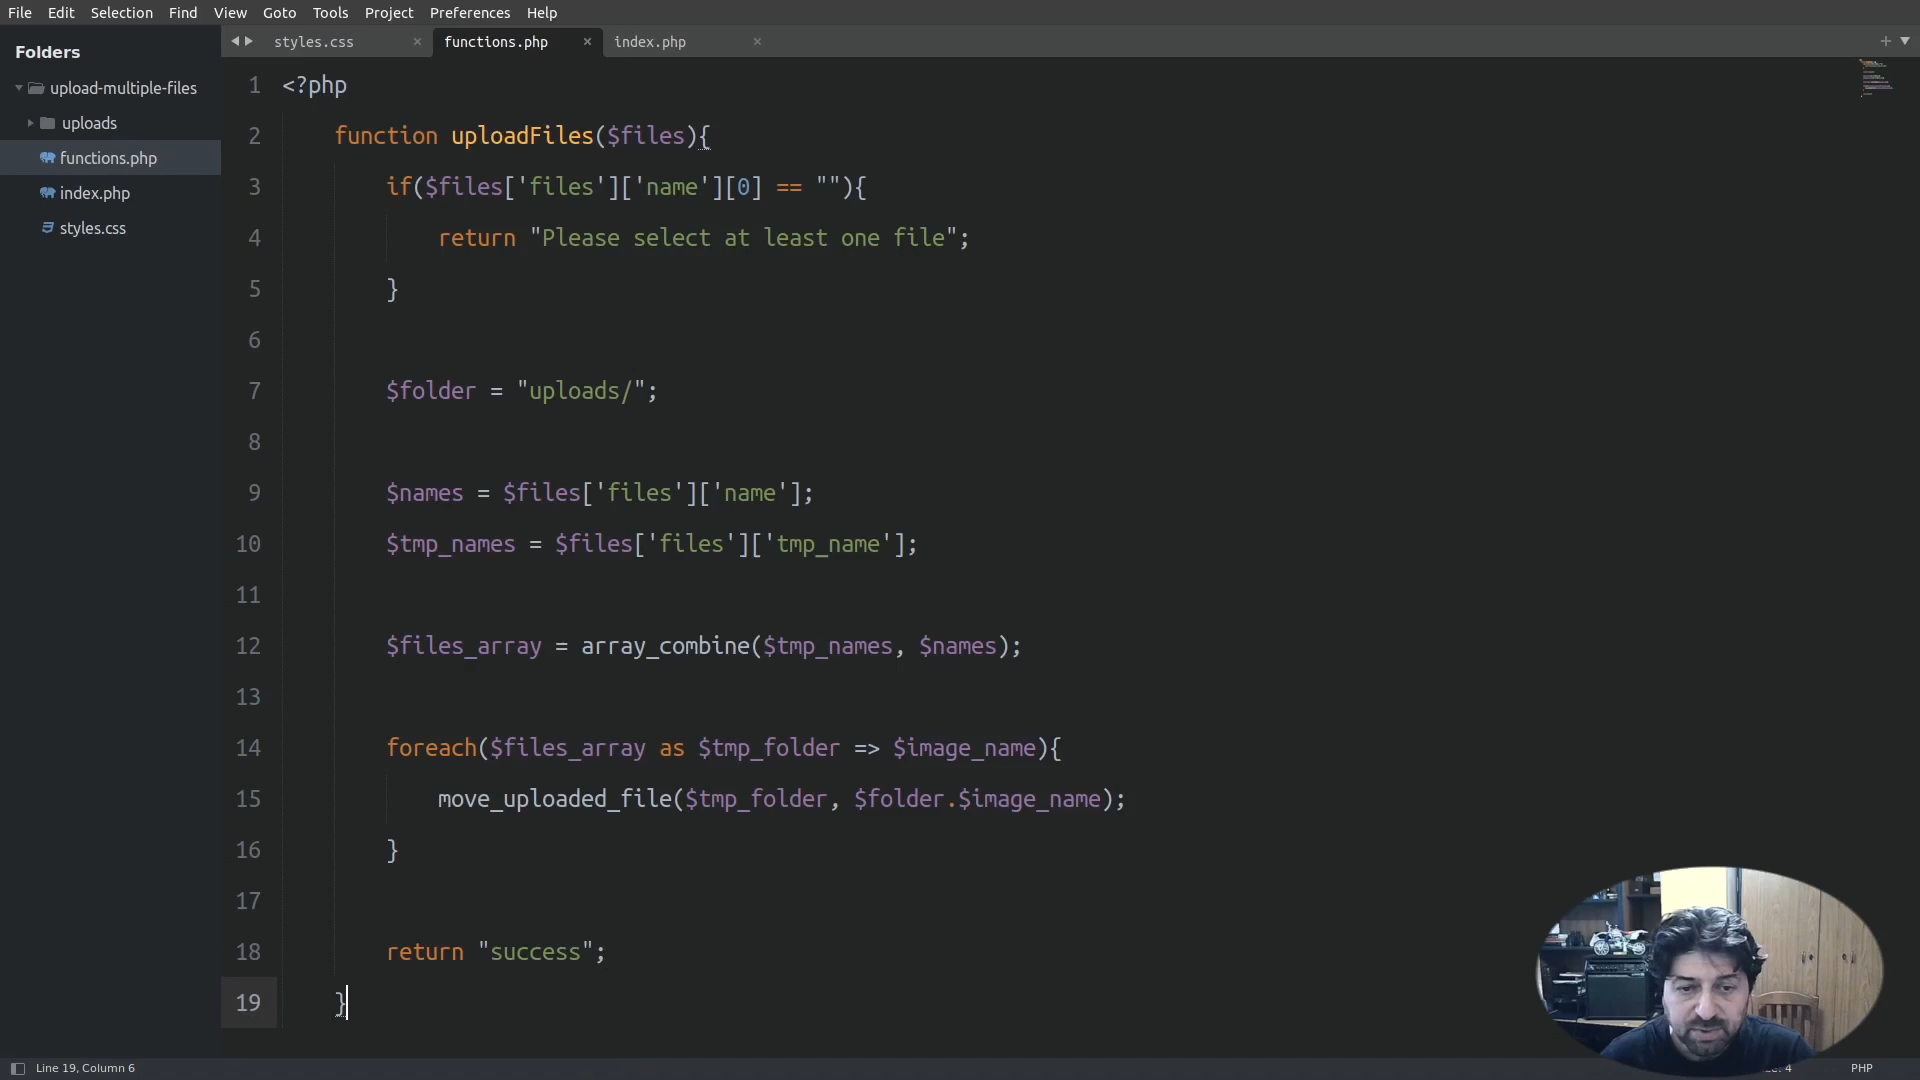 File Edit Selection Find View Goto Tools Project Preferences Help
Folders
upload-multiple-files
uploads
functions.php
index.php
styles.css
styles.css × functions.php × index.php ×
1 <?php
2 function uploadFiles($files){
3 if($files['files']['name'][0] == ""){
4 return "Please select at least one file";
5 }
6
7 $folder = "uploads/";
8
9 $names = $files['files']['name'];
10 $tmp_names = $files['files']['tmp_name'];
11
12 $files_array = array_combine($tmp_names, $names);
13
14 foreach($files_array as $tmp_folder => $image_name){
15 move_uploaded_file($tmp_folder, $folder.$image_name);
16 }
17
18 return "success";
19 }
Line 19, Column 6
4 PHP